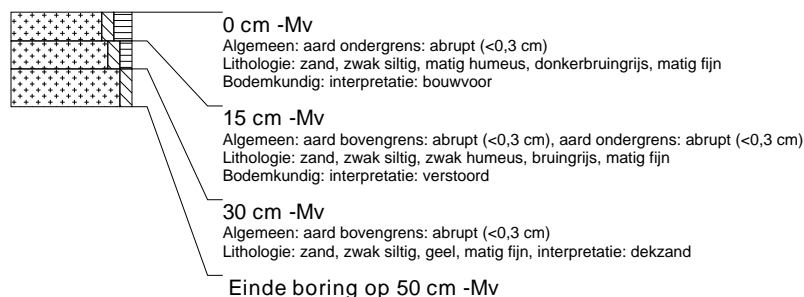 0 cm -Mv
Algemeen: aard ondergrens: abrupt (<0,3 cm)
Lithologie: zand, zwak siltig, matig humeus, donkerbruingrijs, matig fijn
Bodemkundig: interpretatie: bouwvoor
15 cm -Mv
Algemeen: aard bovengrens: abrupt (<0,3 cm), aard ondergrens: abrupt (<0,3 cm)
Lithologie: zand, zwak siltig, zwak humeus, bruingrijs, matig fijn
Bodemkundig: interpretatie: verstoord
30 cm -Mv
Algemeen: aard bovengrens: abrupt (<0,3 cm)
Lithologie: zand, zwak siltig, geel, matig fijn, interpretatie: dekzand
Einde boring op 50 cm -Mv